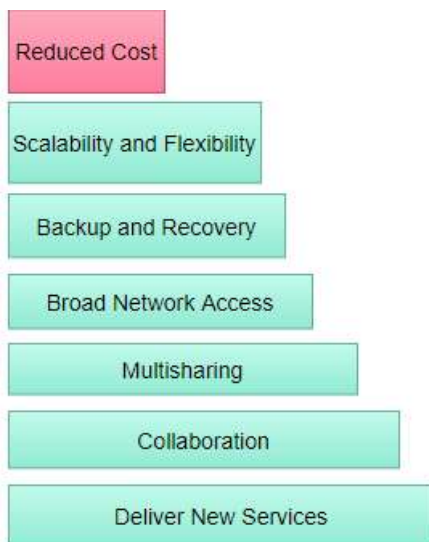 Reduced Cost
Scalability and Flexibility
Backup and Recovery
Broad Network Access
Multisharing
Collaboration
Deliver New Services